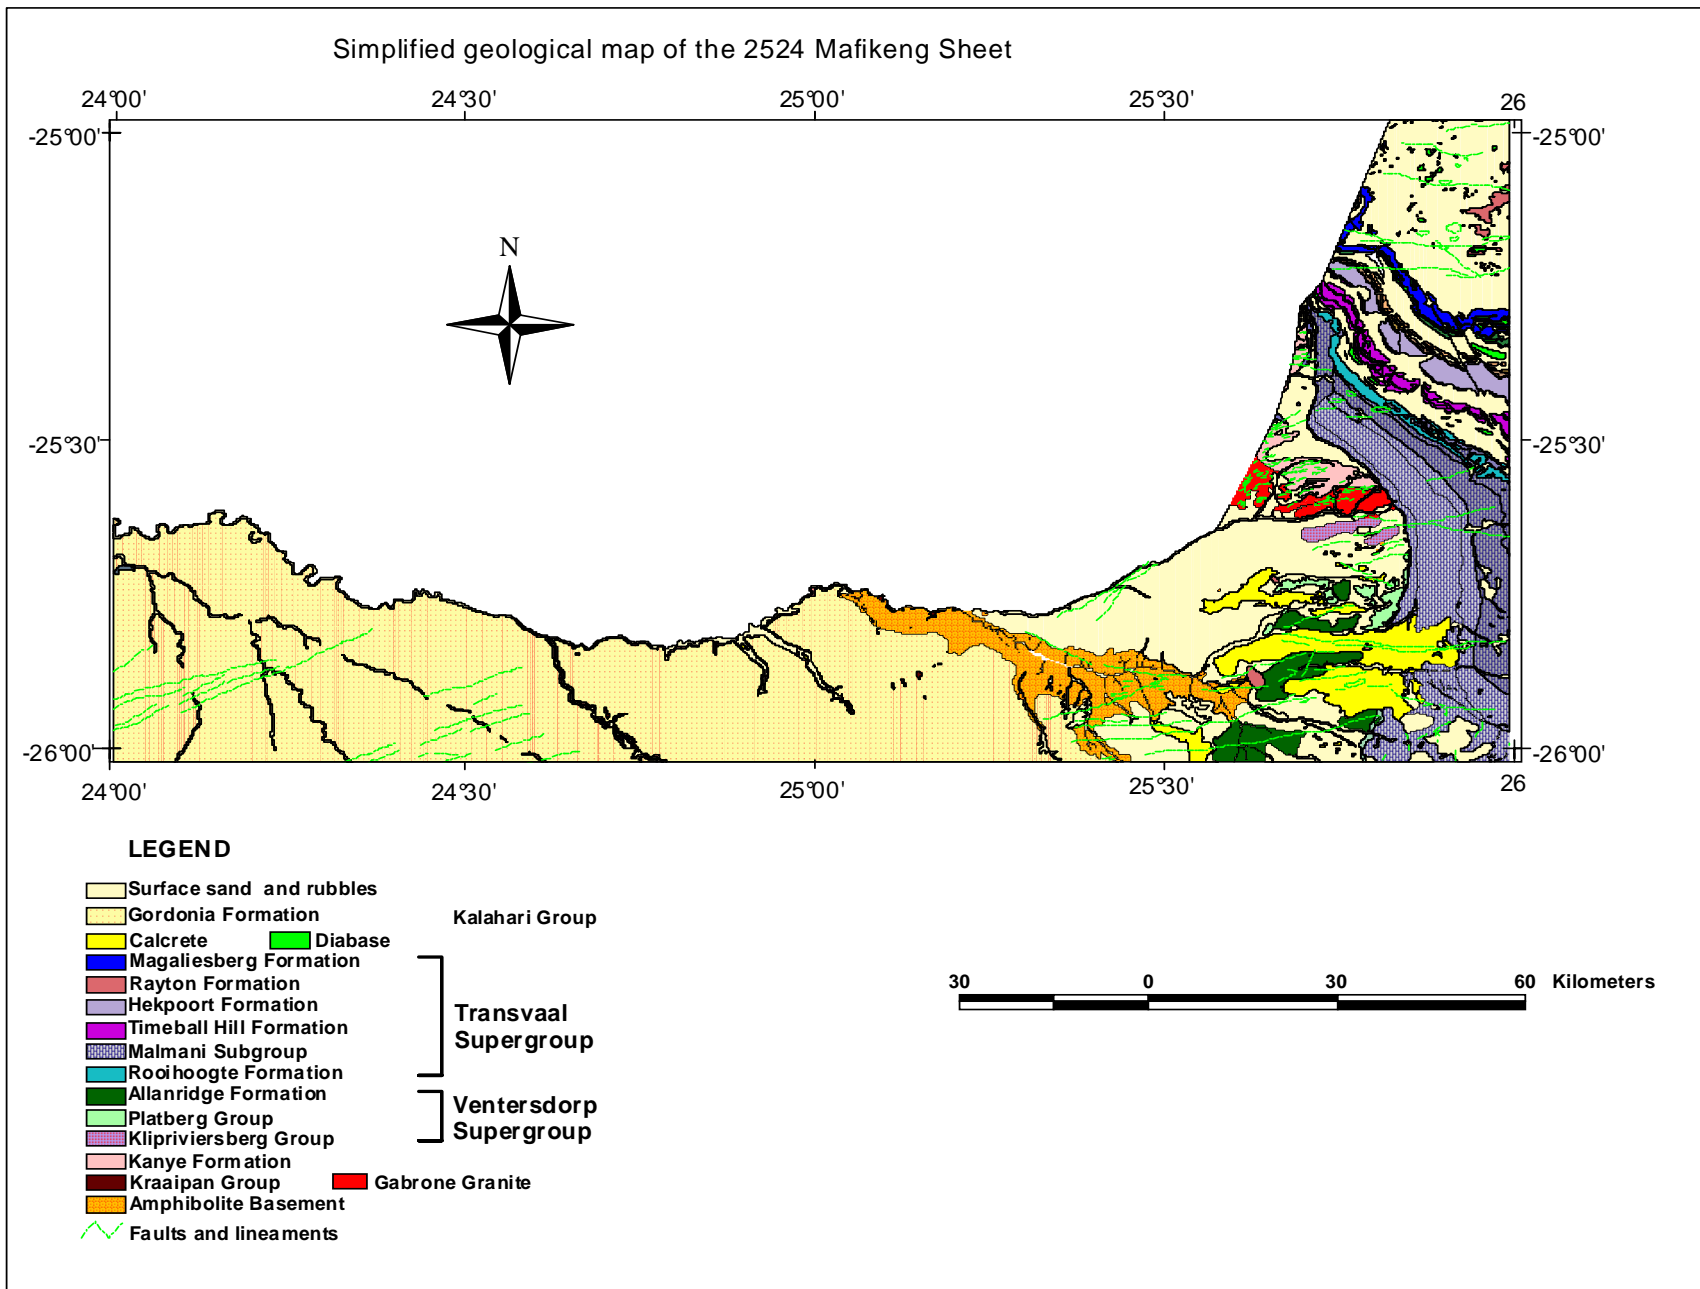 Simplified geological map of the 2524 Mafikeng Sheet
24°00' 24°30' 25°00' 25°30' 26
-25°00' -25°00'
N
-25°30' -25°30'
-26°00' -26°00'
24°00' 24°30' 25°00' 25°30' 26
LEGEND
Surface sand and rubbles
Gordonia Formation
Kalahari Group
Calcrete Diabase
Magaliesberg Formation
Rayton Formation
Hekpoort Formation
Timeball Hill Formation
Malmani Subgroup
Rooihoogte Formation
Transvaal
Supergroup
Allanridge Formation
Platberg Group
Klipriviersberg Group
Ventersdorp
Supergroup
Kanye Formation
Kraaipan Group Gabrone Granite
Amphibolite Basement
Faults and lineaments
30 0 30 60 Kilometers